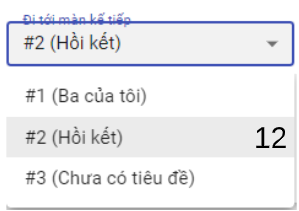 Đi tới màn kế tiếp
#2 (Hồi kết)
#1 (Ba của tôi)
#2 (Hồi kết) 12
#3 (Chưa có tiêu đề)